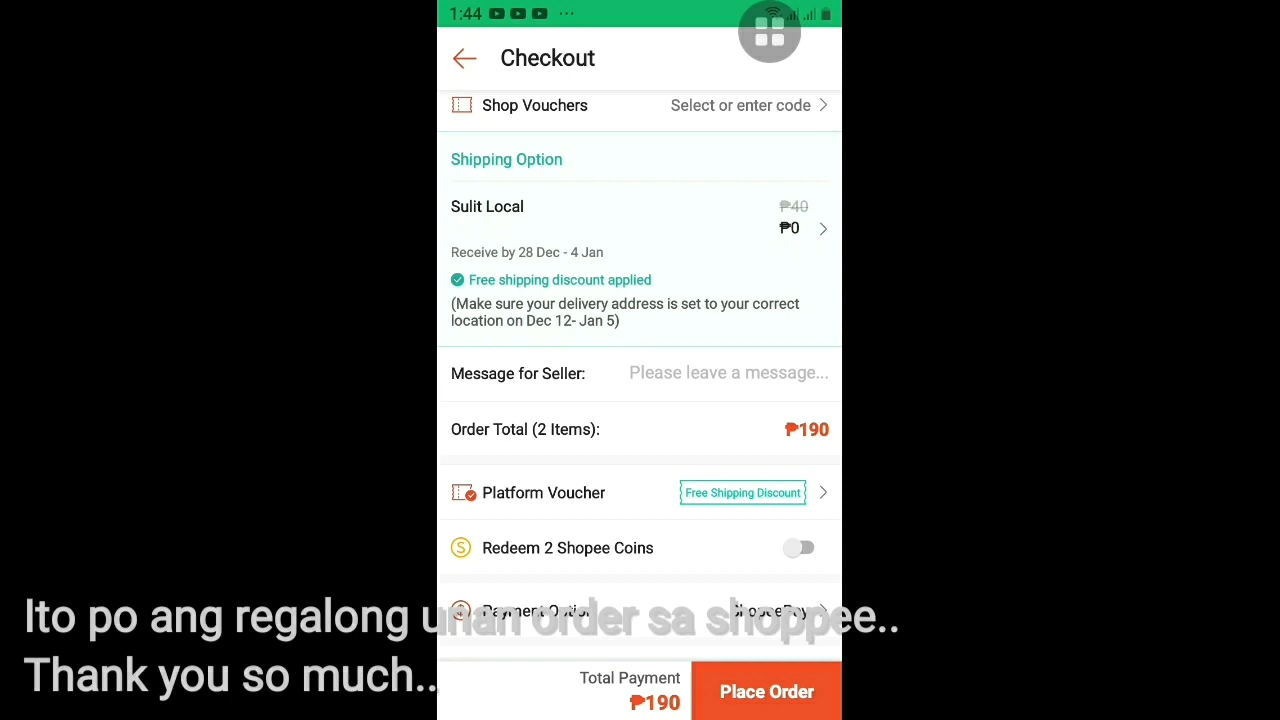 1:44
Checkout
Shop Vouchers Select or enter code
Shipping Option
Sulit Local ₱40
₱0
Receive by 28 Dec - 4 Jan
Free shipping discount applied
(Make sure your delivery address is set to your correct
location on Dec 12- Jan 5)
Message for Seller: Please leave a message...
Order Total (2 Items): ₱190
Platform Voucher Free Shipping Discount
Redeem 2 Shopee Coins
Payment Option ShopeePay
Ito po ang regalong unan order sa shoppee..
Thank you so much..
Total Payment
₱190
Place Order